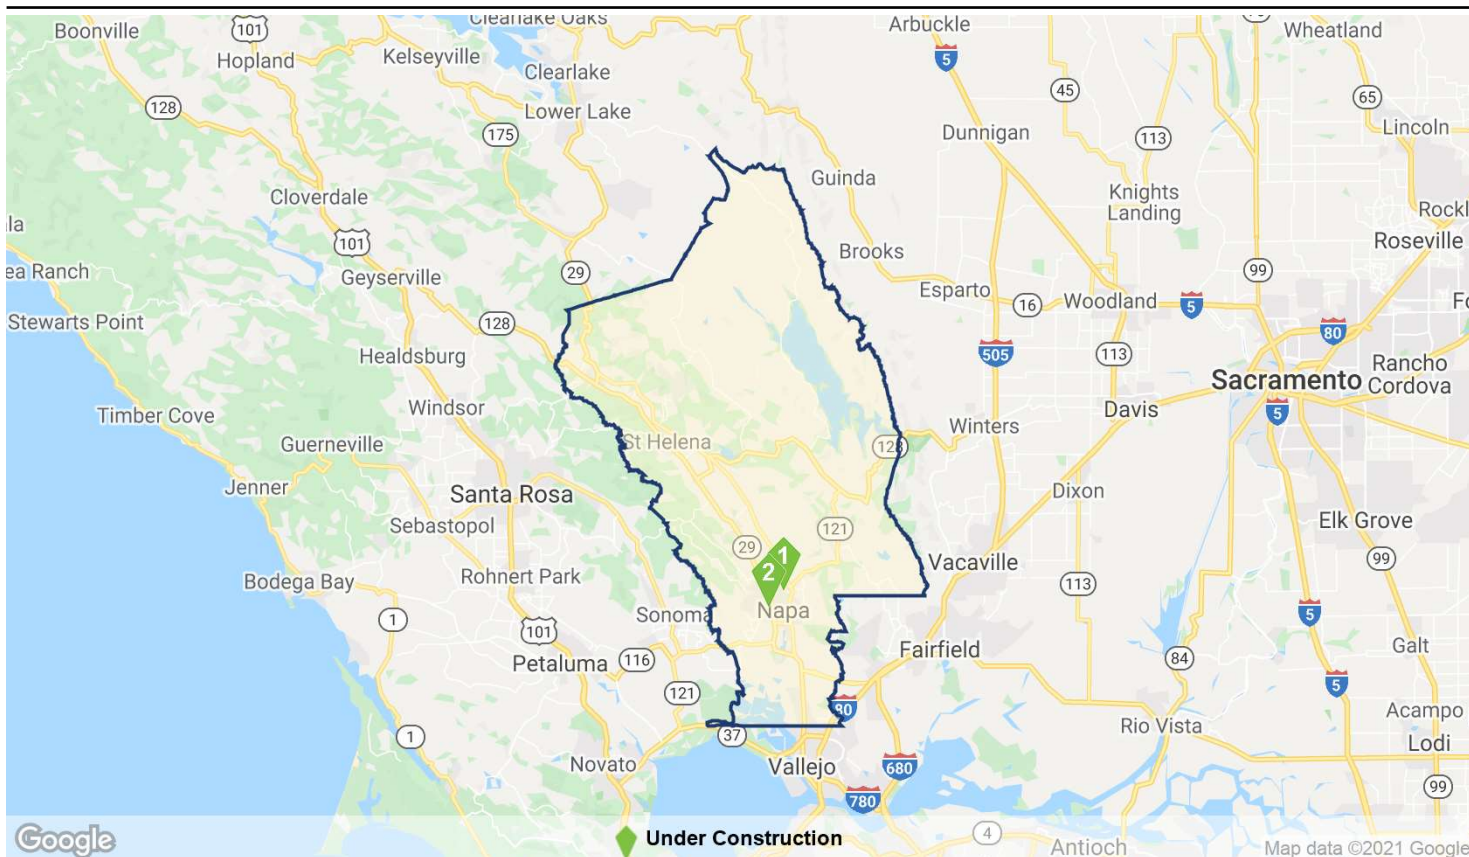 Clearlake Oaks
Arbuckle
Boonville
101
Wheatland
Hopland
Kelseyville
5
Clearlake
45
65
128
Lower Lake
Lincoln
175
Dunnigan
113
Guinda
Cloverdale
Knights
Landing
Rockl
ala
101
Roseville
Brooks
ea Ranch
29
99
Geyserville
Esparto
16
Woodland
5
Fo
Stewarts Point
128
80
Healdsburg
505
113
Rancho
Cordova
Sacramento
Windsor
Davis
5
Timber Cove
Winters
Guerneville
St Helena
128
Jenner
Santa Rosa
Dixon
Sebastopol
121
Elk Grove
29
1
99
2
Vacaville
Bodega Bay
Rohnert Park
113
Napa
5
Sonoma
1
101
Fairfield
Galt
Petaluma
116
84
121
5
80
Acampo
Rio Vista
1
37
Lodi
Novato
Vallejo
680
99
780
Google
Under Construction
4
Antioch
Map data ©2021 Google